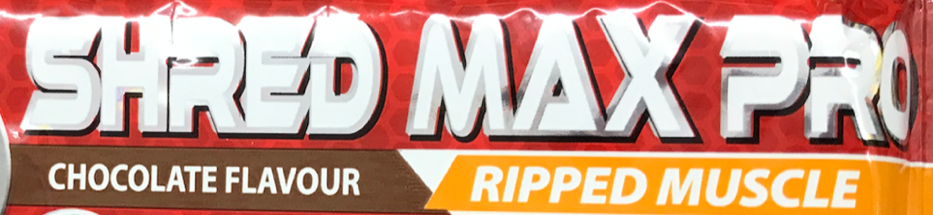 SHRED MAX PRO
CHOCOLATE FLAVOUR RIPPED MUSCLE